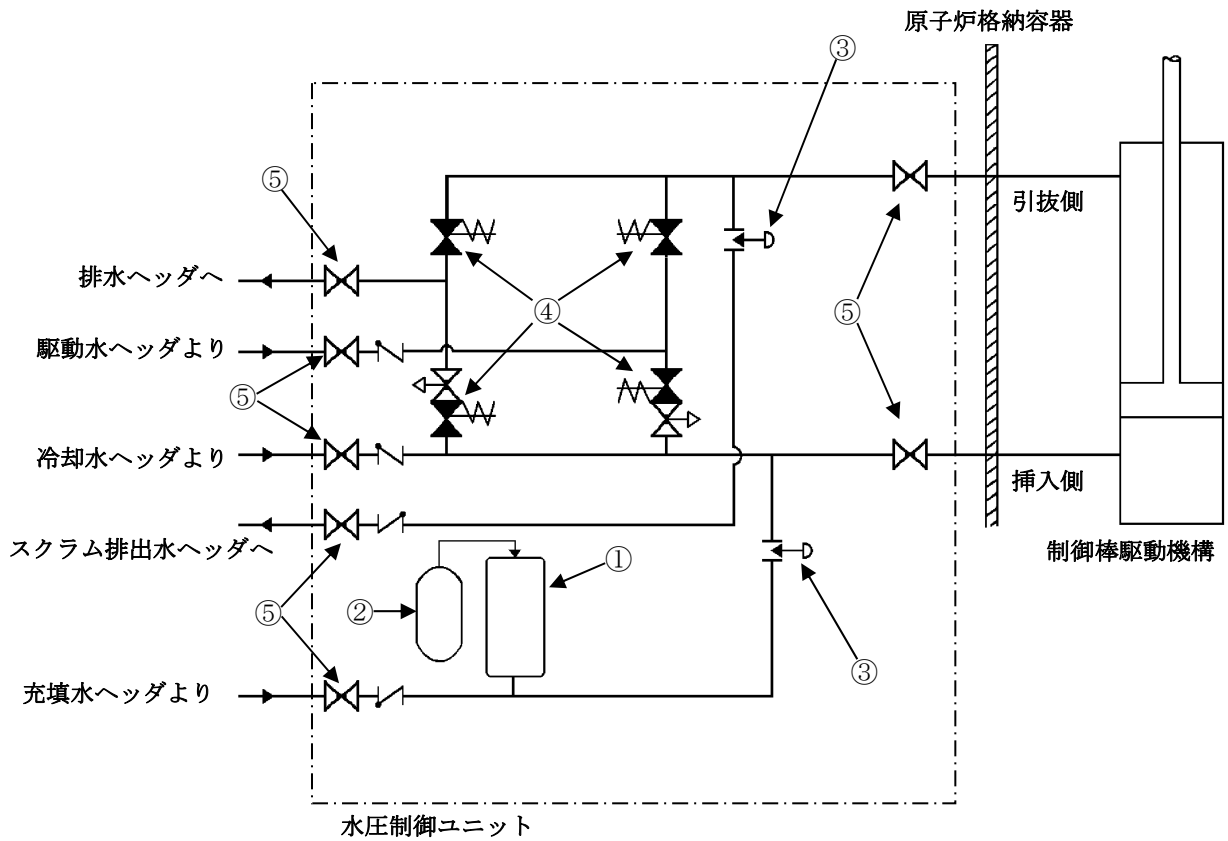 原子炉格納容器
③
⑤
引抜側
排水ヘッダへ
④
⑤
駆動水ヘッダより
⑤
冷却水ヘッダより
挿入側
スクラム排出水ヘッダへ
制御棒駆動機構
①
②
⑤
③
充填水ヘッダより
水圧制御ユニット